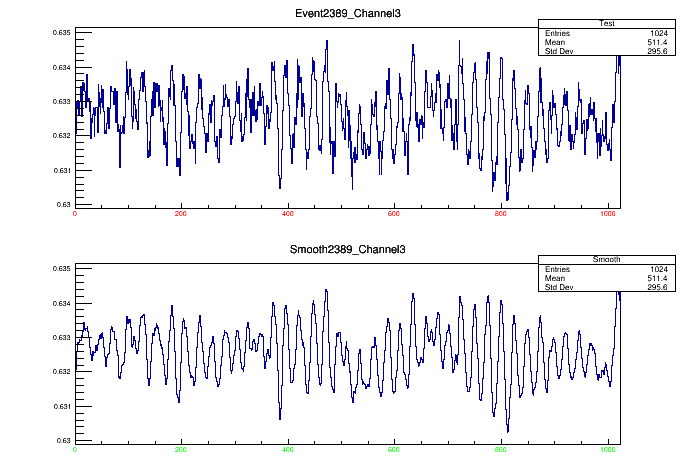 Event2389_Channel3
Test
Entries 1024
Mean 511.4
Std Dev 295.6
0.635
0.634
0.633
0.632
0.631
0.63
0 200 400 600 800 1000
Smooth2389_Channel3
Smooth
Entries 1024
Mean 511.4
Std Dev 295.6
0.635
0.634
0.633
0.632
0.631
0.63
0 200 400 600 800 1000